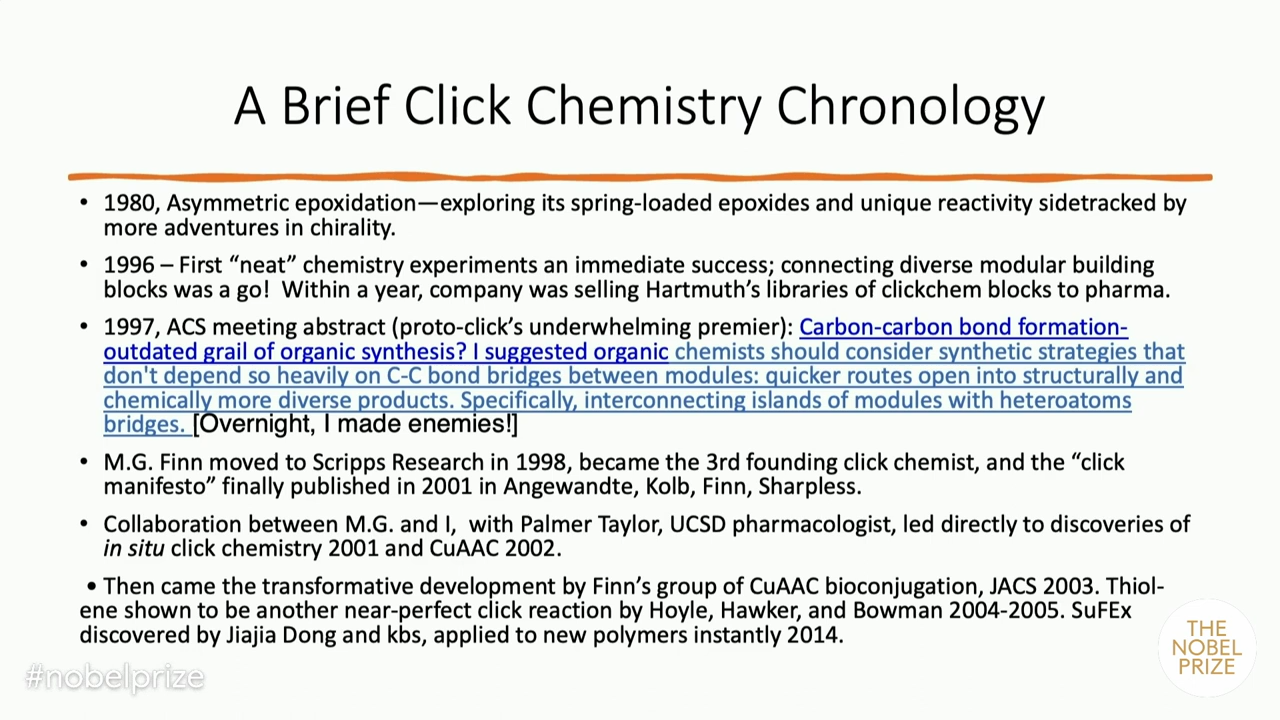 A Brief Click Chemistry Chronology
• 1980, Asymmetric epoxidation—exploring its spring-loaded epoxides and unique reactivity sidetracked by
more adventures in chirality.
• 1996 – First “neat” chemistry experiments an immediate success; connecting diverse modular building
blocks was a go!  Within a year, company was selling Hartmuth’s libraries of clickchem blocks to pharma.
• 1997, ACS meeting abstract (proto-click’s underwhelming premier): Carbon-carbon bond formation-
outdated grail of organic synthesis? I suggested organic chemists should consider synthetic strategies that
don't depend so heavily on C-C bond bridges between modules: quicker routes open into structurally and
chemically more diverse products. Specifically, interconnecting islands of modules with heteroatoms
bridges. [Overnight, I made enemies!]
• M.G. Finn moved to Scripps Research in 1998, became the 3rd founding click chemist, and the “click
manifesto” finally published in 2001 in Angewandte, Kolb, Finn, Sharpless.
• Collaboration between M.G. and I,  with Palmer Taylor, UCSD pharmacologist, led directly to discoveries of
in situ click chemistry 2001 and CuAAC 2002.
• Then came the transformative development by Finn’s group of CuAAC bioconjugation, JACS 2003. Thiol-
ene shown to be another near-perfect click reaction by Hoyle, Hawker, and Bowman 2004-2005. SuFEx
discovered by Jiajia Dong and kbs, applied to new polymers instantly 2014.
THE
NOBEL
PRIZE
#nobelprize